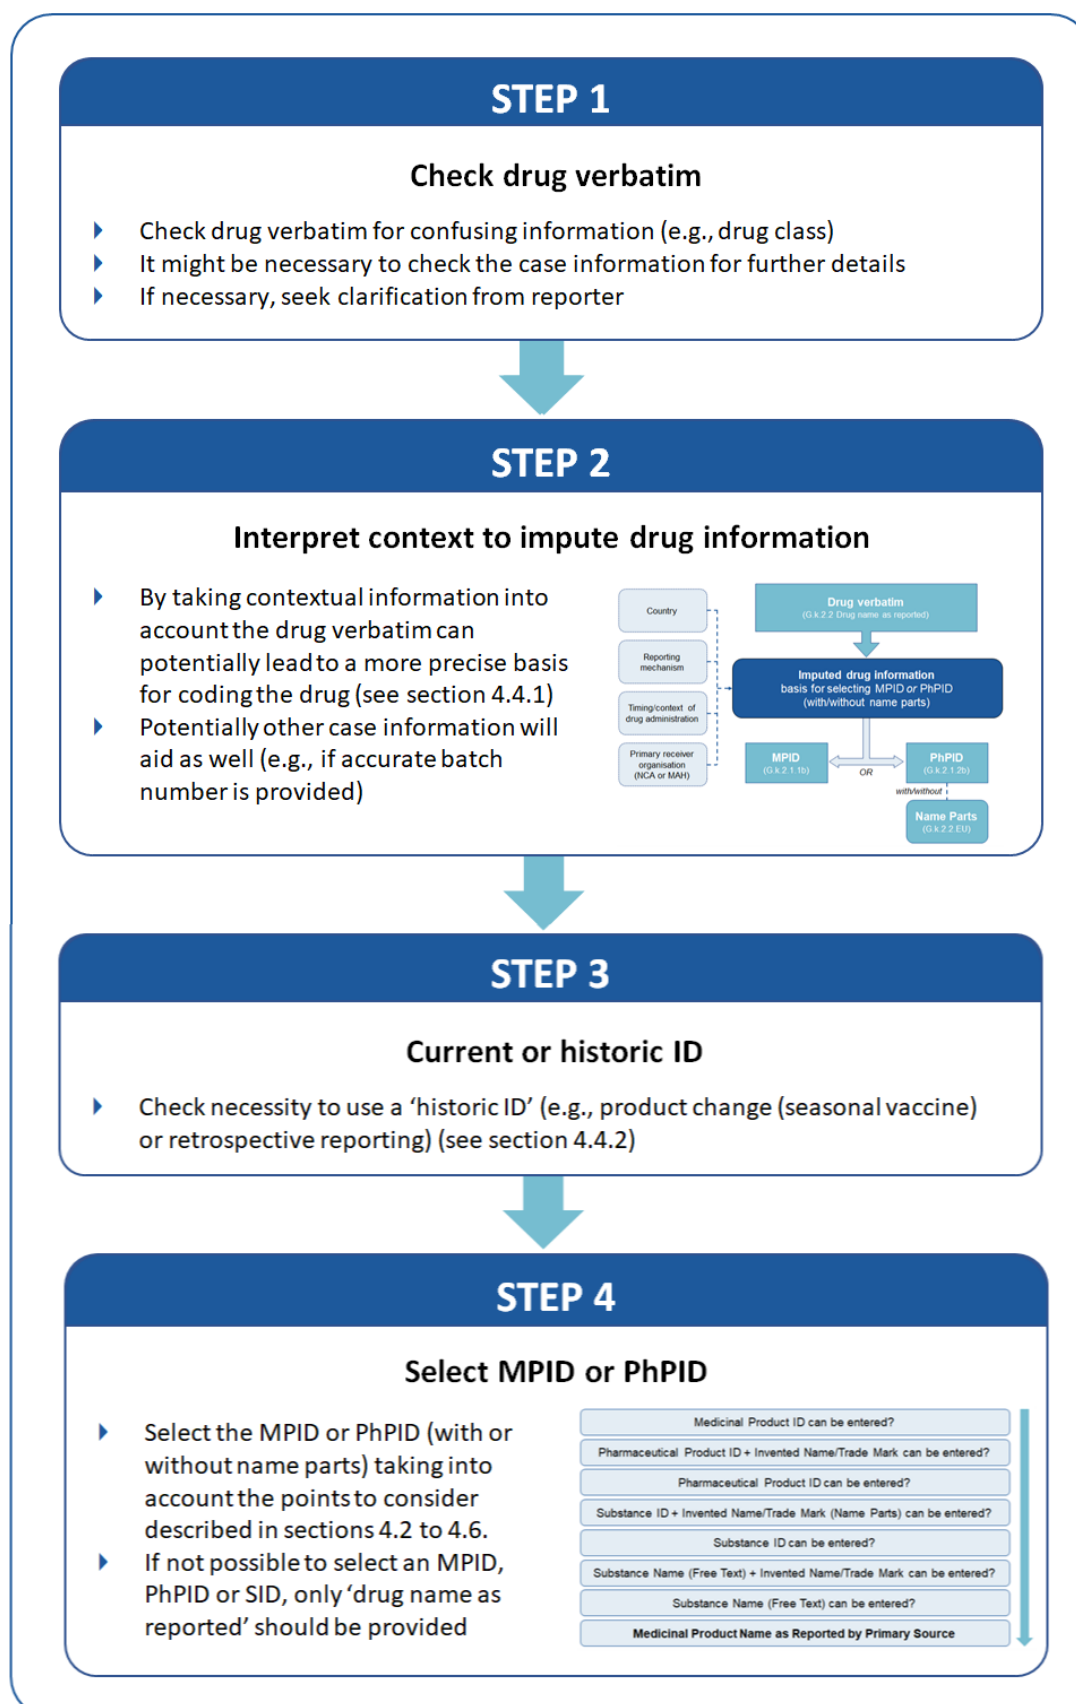 STEP 1
Check drug verbatim
Check drug verbatim for confusing information (e.g., drug class)
It might be necessary to check the case information for further details
If necessary, seek clarification from reporter
STEP 2
Interpret context to impute drug information
By taking contextual information into
account the drug verbatim can
potentially lead to a more precise basis
for coding the drug (see section 4.4.1)
Potentially other case information will
aid as well (e.g., if accurate batch
number is provided)
Country
Reporting
mechanism
Timing/context of
drug administration
Primary receiver
organisation
(NCA or MAH)
Drug verbatim
(G.k.2.2 Drug name as reported)
Imputed drug information
basis for selecting MPID or PhPID
(with/without name parts)
MPID
(G.k.2.1.1b)
OR
PhPID
(G.k.2.1.2b)
with/without
Name Parts
(G.k.2.2.EU)
STEP 3
Current or historic ID
Check necessity to use a ‘historic ID’ (e.g., product change (seasonal vaccine)
or retrospective reporting) (see section 4.4.2)
STEP 4
Select MPID or PhPID
Select the MPID or PhPID (with or
without name parts) taking into
account the points to consider
described in sections 4.2 to 4.6.
If not possible to select an MPID,
PhPID or SID, only ‘drug name as
reported’ should be provided
Medicinal Product ID can be entered?
Pharmaceutical Product ID + Invented Name/Trade Mark can be entered?
Pharmaceutical Product ID can be entered?
Substance ID + Invented Name/Trade Mark (Name Parts) can be entered?
Substance ID can be entered?
Substance Name (Free Text) + Invented Name/Trade Mark can be entered?
Substance Name (Free Text) can be entered?
Medicinal Product Name as Reported by Primary Source